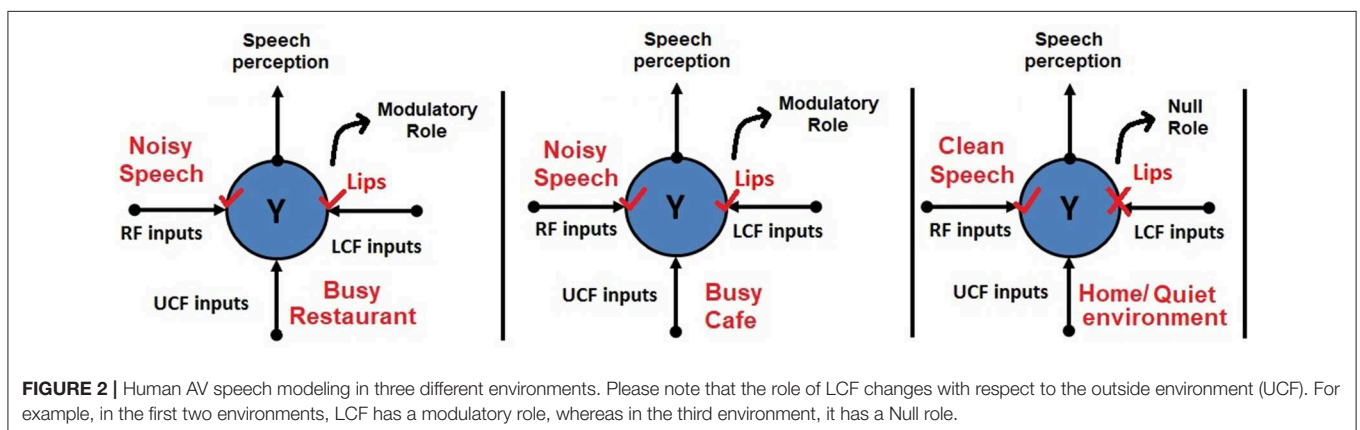 Speech
perception
Modulatory
Role
Noisy
Speech
Lips
Y
RF inputs
LCF inputs
UCF inputs
Busy
Restaurant
Speech
perception
Modulatory
Role
Noisy
Speech
Lips
Y
RF inputs
LCF inputs
UCF inputs
Busy
Cafe
Speech
perception
Null
Role
Clean
Speech
Lips
Y
RF inputs
LCF inputs
UCF inputs
Home/ Quiet
environment
FIGURE 2 | Human AV speech modeling in three different environments. Please note that the role of LCF changes with respect to the outside environment (UCF). For
example, in the first two environments, LCF has a modulatory role, whereas in the third environment, it has a Null role.